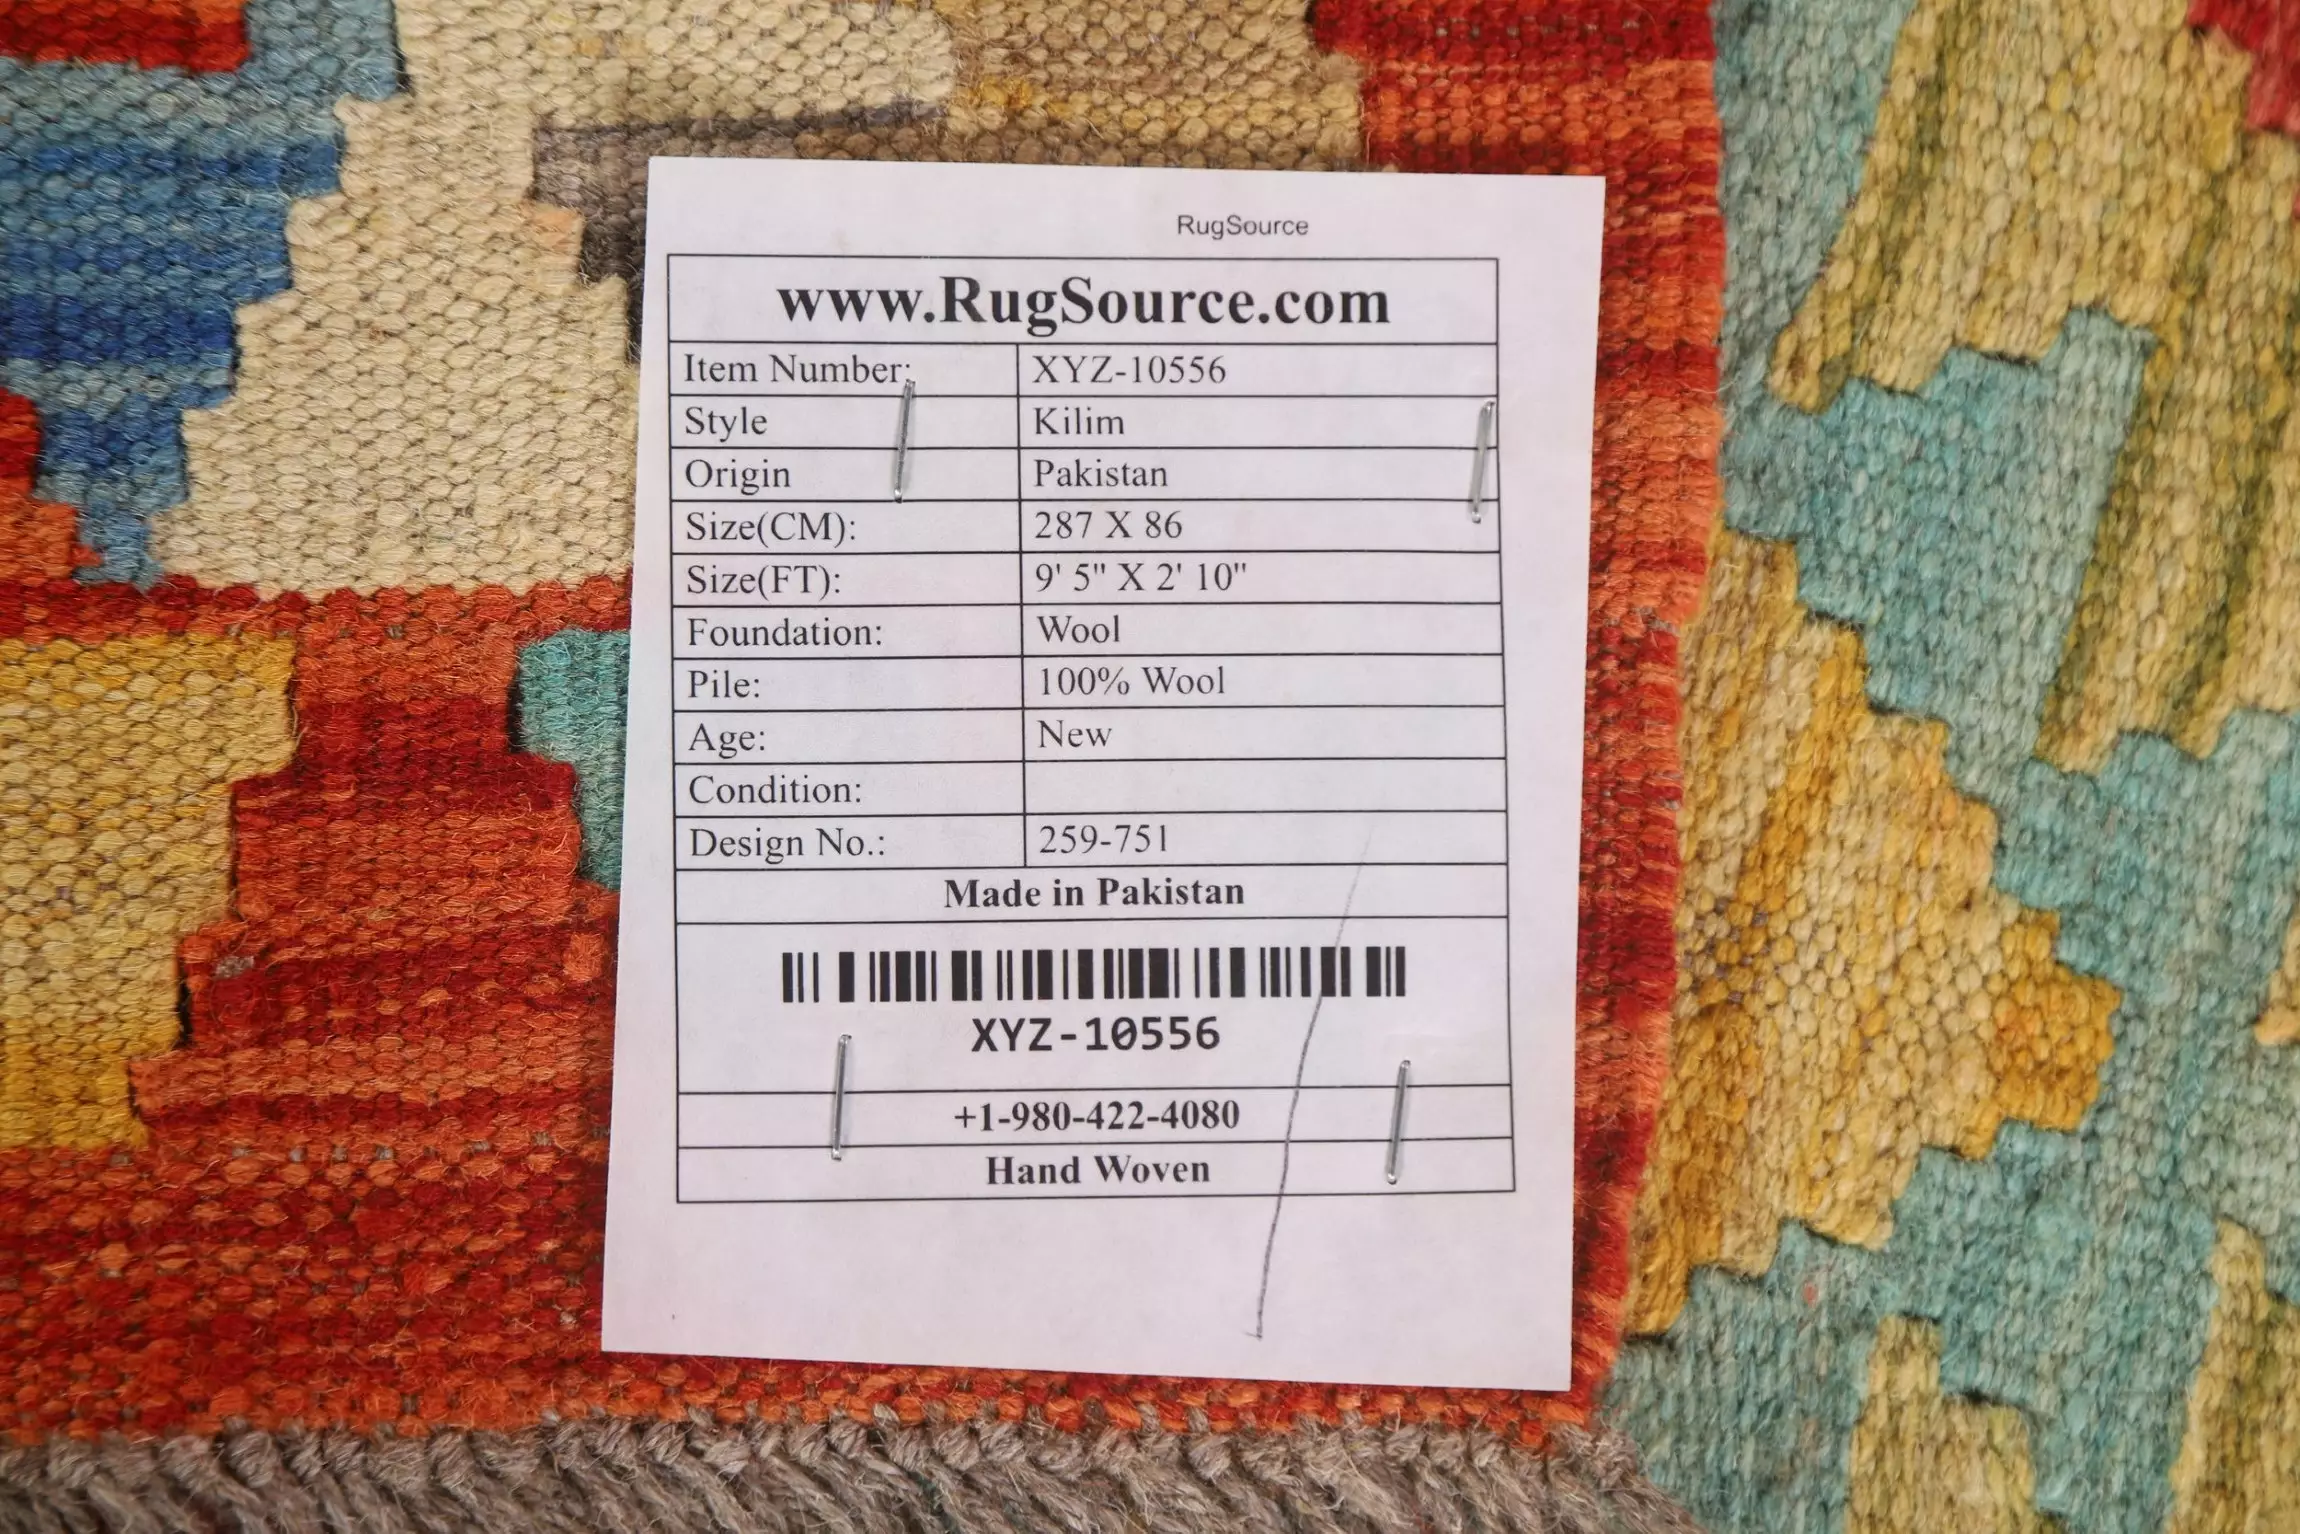 RugSource
www.RugSource.com
Item Number: XYZ-10556
Style Kilim
Origin Pakistan
Size(CM): 287 X 86
Size(FT): 9' 5" X 2' 10"
Foundation: Wool
Pile: 100% Wool
Age: New
Condition:
Design No.: 259-751
Made in Pakistan
XYZ-10556
+1-980-422-4080
Hand Woven